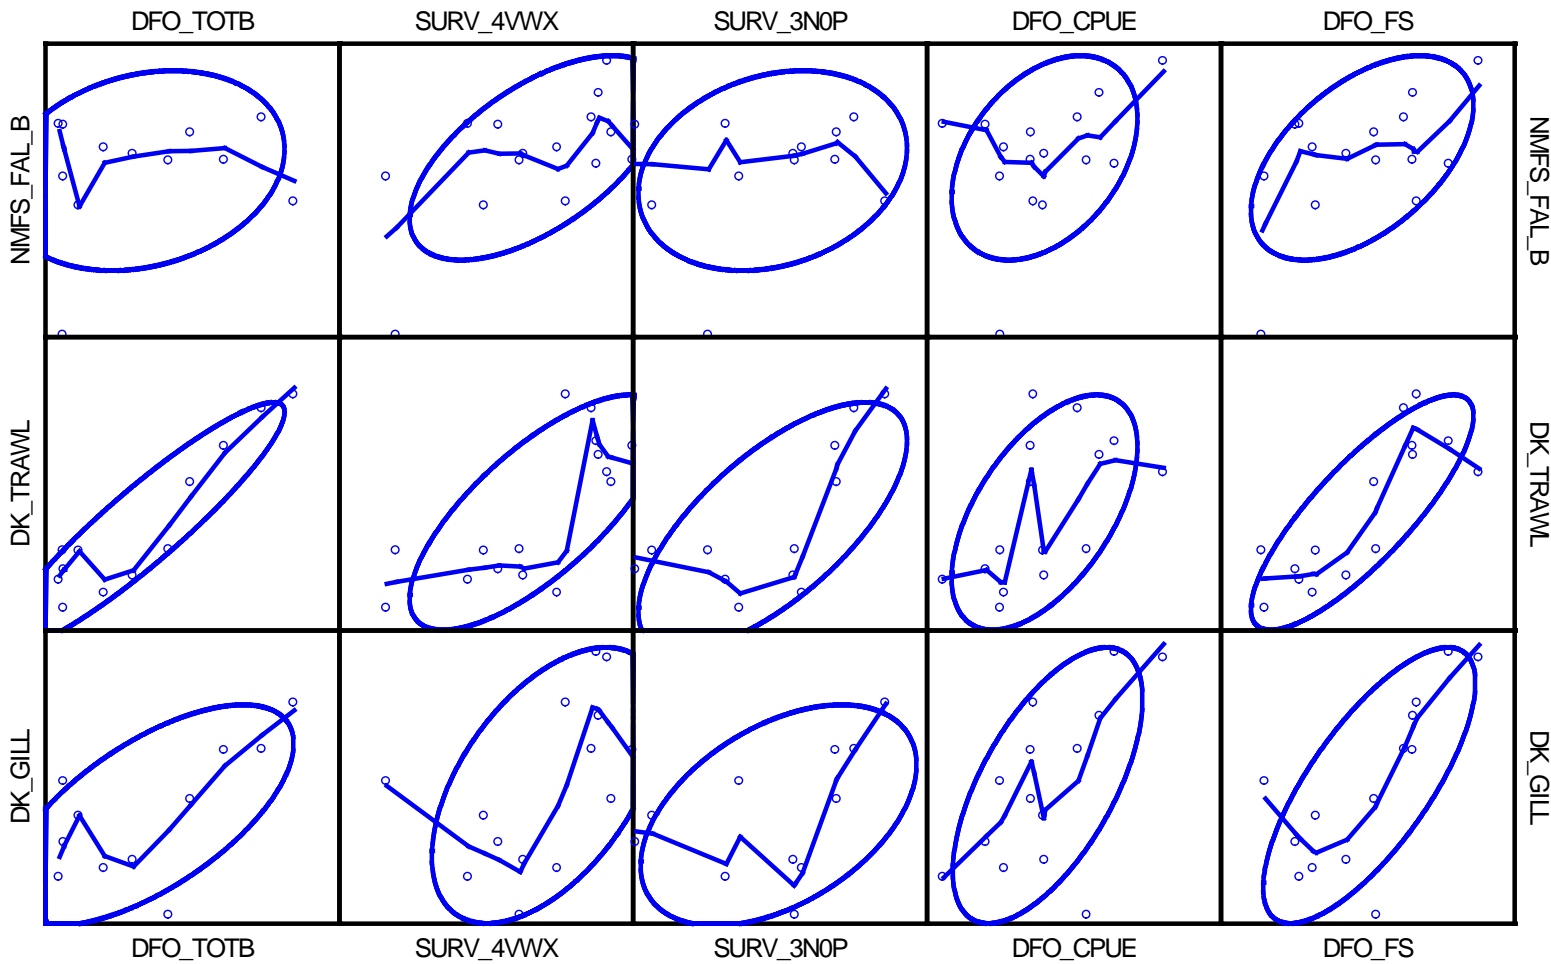 DFO_TOTB SURV_4VWX SURV_3N0P DFO_CPUE DFO_FS
NMFS_FAL_B NMFS_FAL_B
DK_TRAWL DK_TRAWL
DK_GILL DK_GILL
DFO_TOTB SURV_4VWX SURV_3N0P DFO_CPUE DFO_FS